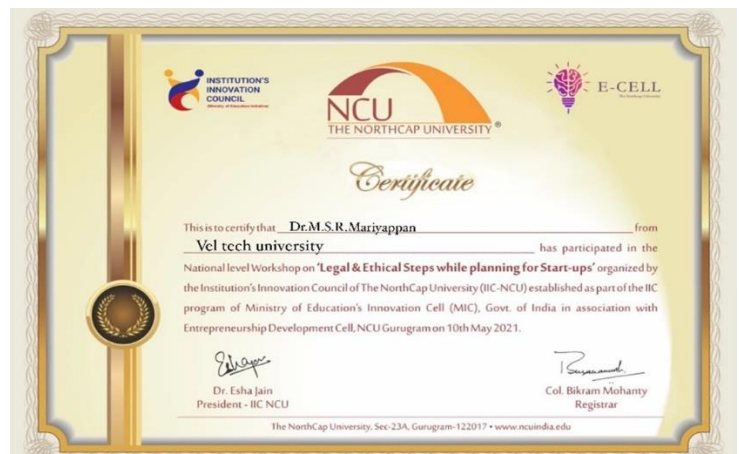 INSTITUTION'S
INNOVATION
COUNCIL
NCU
THE NORTHCAP UNIVERSITY ®
E-CELL
Certificate
This is to certify that Dr.M.S.R.Mariyappan from
Vel tech university has participated in the
National level Workshop on 'Legal & Ethical Steps while planning for Start-ups' organized by
the Institution's Innovation Council of The NorthCap University (IIC-NCU) established as part of the IIC
program of Ministry of Education's Innovation Cell (MIC), Govt. of India in association with
Entrepreneurship Development Cell, NCU Gurugram on 10th May 2021.
Dr. Esha Jain
President - IIC NCU
Col. Bikram Mohanty
Registrar
The NorthCap University, Sec-23A, Gurugram-122017 • www.ncuindia.edu